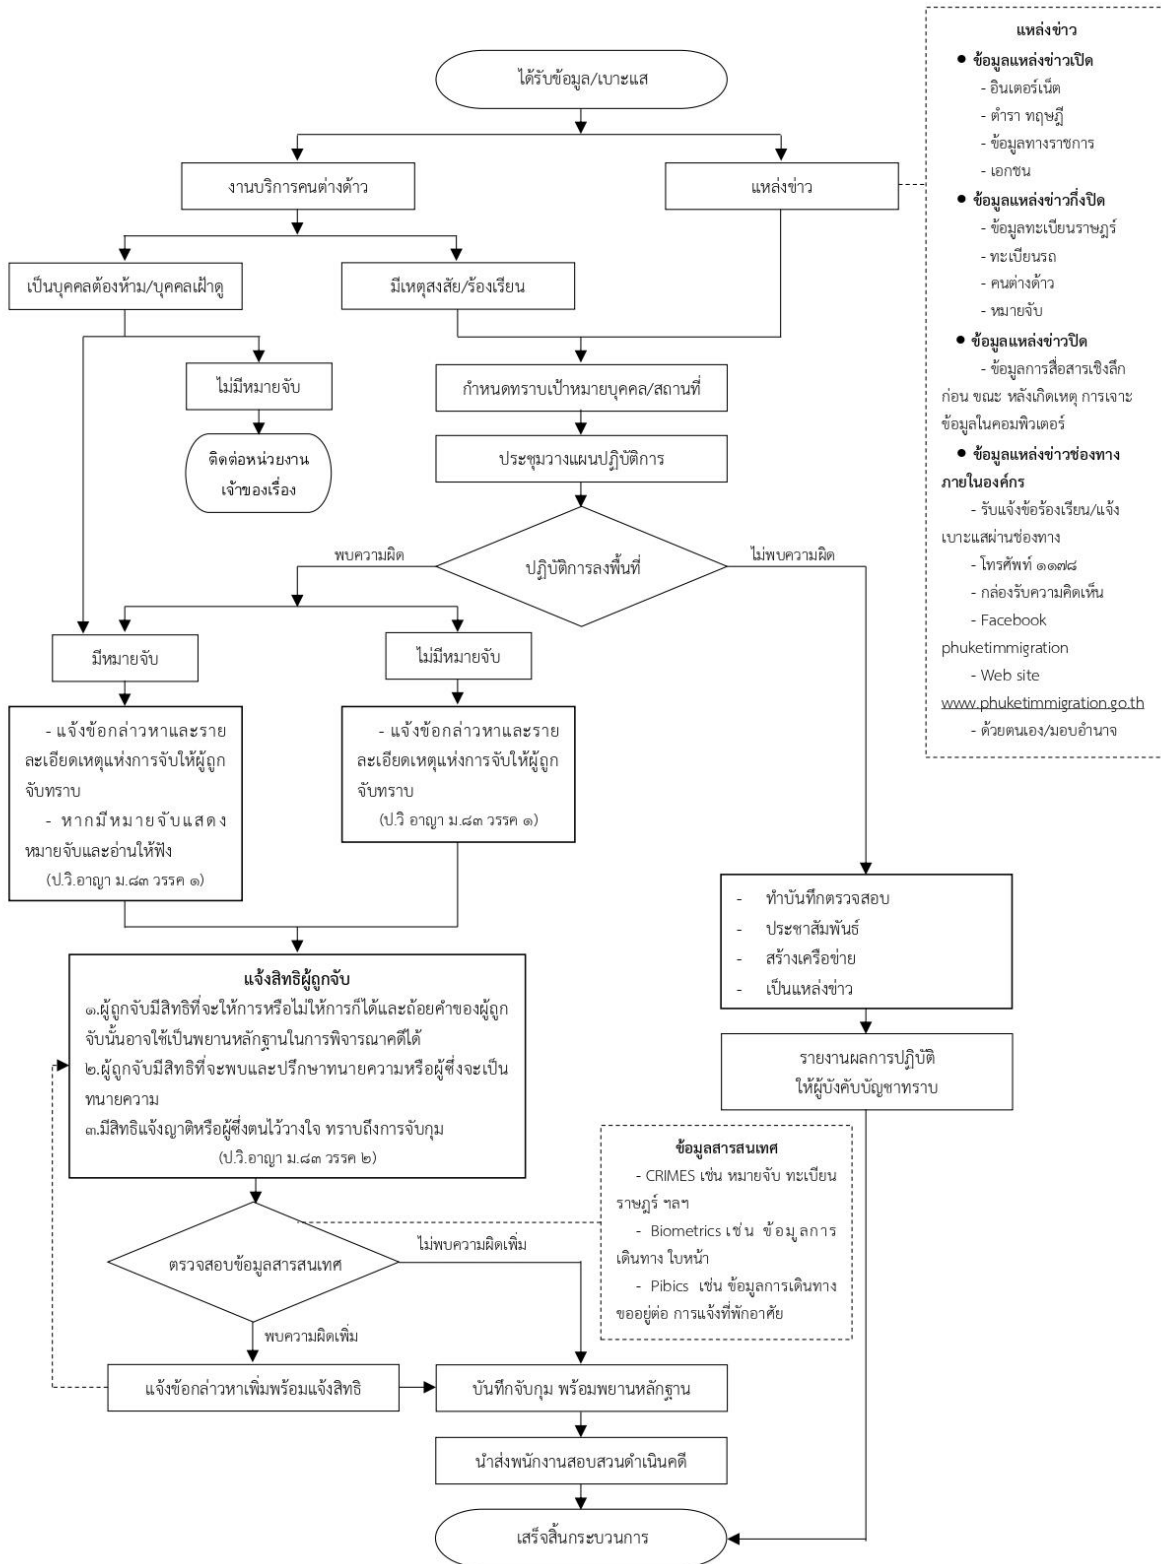 ได้รับข้อมูล/เบาะแส
งานบริการคนต่างด้าว
แหล่งข่าว
เป็นบุคคลต้องห้าม/บุคคลเฝ้าดู
มีเหตุสงสัย/ร้องเรียน
ไม่มีหมายจับ
ติดต่อหน่วยงาน
เจ้าของเรื่อง
กำหนดทราบเป้าหมายบุคคล/สถานที่
ประชุมวางแผนปฏิบัติการ
ปฏิบัติการลงพื้นที่
พบความผิด
ไม่พบความผิด
มีหมายจับ
ไม่มีหมายจับ
- แจ้งข้อกล่าวหาและราย
ละเอียดเหตุแห่งการจับให้ผู้ถูก
จับทราบ
- หากมีหมายจับแสดง
หมายจับและอ่านให้ฟัง
(ป.วิ.อาญา ม.๘๓ วรรค ๑)
- แจ้งข้อกล่าวหาและราย
ละเอียดเหตุแห่งการจับให้ผู้ถูก
จับทราบ
(ป.วิ อาญา ม.๘๓ วรรค ๑)
แจ้งสิทธิผู้ถูกจับ
๑.ผู้ถูกจับมีสิทธิที่จะให้การหรือไม่ให้การก็ได้และถ้อยคำของผู้ถูก
จับนั้นอาจใช้เป็นพยานหลักฐานในการพิจารณาคดีได้
๒.ผู้ถูกจับมีสิทธิที่จะพบและปรึกษาทนายความหรือผู้ซึ่งจะเป็น
ทนายความ
๓.มีสิทธิแจ้งญาติหรือผู้ซึ่งตนไว้วางใจ ทราบถึงการจับกุม
(ป.วิ.อาญา ม.๘๓ วรรค ๒)
- ทำบันทึกตรวจสอบ
- ประชาสัมพันธ์
- สร้างเครือข่าย
- เป็นแหล่งข่าว
รายงานผลการปฏิบัติ
ให้ผู้บังคับบัญชาทราบ
ตรวจสอบข้อมูลสารสนเทศ
ไม่พบความผิดเพิ่ม
พบความผิดเพิ่ม
ข้อมูลสารสนเทศ
- CRIMES เช่น หมายจับ ทะเบียน
ราษฎร์ ฯลฯ
- Biometrics เช่น ข้อมูลการ
เดินทาง ใบหน้า
- Pibics เช่น ข้อมูลการเดินทาง
ขออยู่ต่อ การแจ้งที่พักอาศัย
แจ้งข้อกล่าวหาเพิ่มพร้อมแจ้งสิทธิ
บันทึกจับกุม พร้อมพยานหลักฐาน
นำส่งพนักงานสอบสวนดำเนินคดี
เสร็จสิ้นกระบวนการ
แหล่งข่าว
● ข้อมูลแหล่งข่าวเปิด
- อินเตอร์เน็ต
- ตำรา ทฤษฎี
- ข้อมูลทางราชการ
- เอกชน
● ข้อมูลแหล่งข่าวกึ่งปิด
- ข้อมูลทะเบียนราษฎร์
- ทะเบียนรถ
- คนต่างด้าว
- หมายจับ
● ข้อมูลแหล่งข่าวปิด
- ข้อมูลการสื่อสารเชิงลึก
ก่อน ขณะ หลังเกิดเหตุ การเจาะ
ข้อมูลในคอมพิวเตอร์
● ข้อมูลแหล่งข่าวช่องทาง
ภายในองค์กร
- รับแจ้งข้อร้องเรียน/แจ้ง
เบาะแสผ่านช่องทาง
- โทรศัพท์ ๑๑๗๘
- กล่องรับความคิดเห็น
- Facebook
phuketimmigration
- Web site
www.phuketimmigration.go.th
- ด้วยตนเอง/มอบอำนาจ